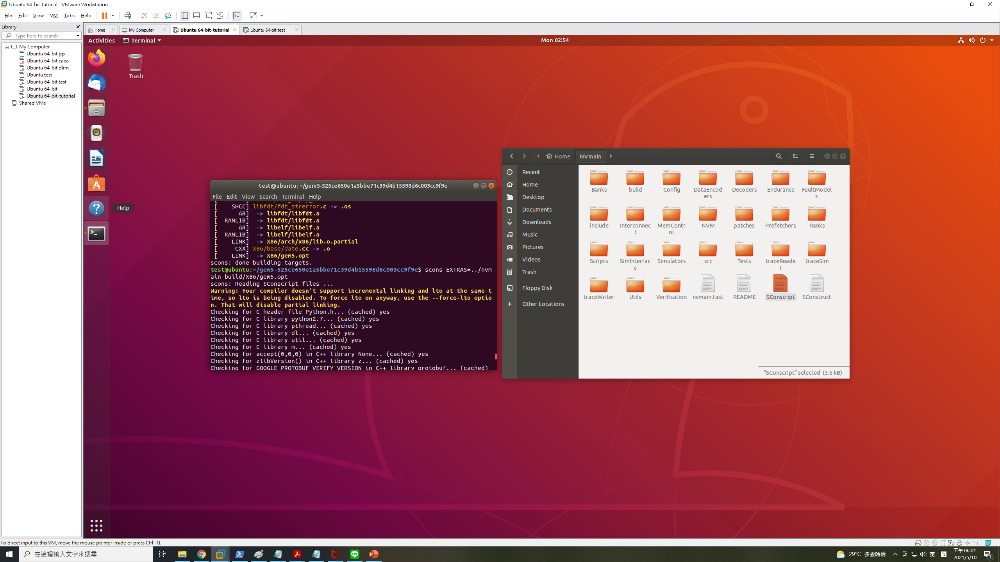 Ubuntu 64-bit-tutorial - VMware Workstation
File Edit View VM Tabs Help
Library
Type here to search
My Computer
Ubuntu 64-bit pp
Ubuntu 64-bit caca
Ubuntu 64-bit dlrm
Ubuntu test
Ubuntu 64-bit test
Ubuntu 64-bit
Ubuntu 64-bit-tutorial
Shared VMs
Home My Computer Ubuntu 64-bit-tutorial Ubuntu 64-bit test
Activities Terminal Mon 02:54
Trash
Help
test@ubuntu: ~/gem5-525ce650e1a5bbe71c39d4b15598d6c003cc9f9e
File Edit View Search Terminal Help
[ SHCC] libfdt/fdt_strerror.c -> .os
[ AR] -> libfdt/libfdt.a
[ RANLIB] -> libfdt/libfdt.a
[ AR] -> libelf/libelf.a
[ RANLIB] -> libelf/libelf.a
[ LINK] -> X86/arch/x86/lib.o.partial
[ CXX] X86/base/date.cc -> .o
[ LINK] -> X86/gem5.opt
scons: done building targets.
test@ubuntu:~/gem5-525ce650e1a5bbe71c39d4b15598d6c003cc9f9e$ scons EXTRAS=../nvm
ain build/X86/gem5.opt
scons: Reading SConscript files ...
Warning: Your compiler doesn't support incremental linking and lto at the same t
ime, so lto is being disabled. To force lto on anyway, use the --force-lto optio
n. That will disable partial linking.
Checking for C header file Python.h... (cached) yes
Checking for C library python2.7... (cached) yes
Checking for C library pthread... (cached) yes
Checking for C library dl... (cached) yes
Checking for C library util... (cached) yes
Checking for C library m... (cached) yes
Checking for accept(0,0,0) in C++ library None... (cached) yes
Checking for zlibVersion() in C++ library z... (cached) yes
Checking for GOOGLE_PROTOBUF_VERIFY_VERSION in C++ library protobuf... (cached)
Home NVmain
Recent
Home
Desktop
Documents
Downloads
Music
Pictures
Videos
Trash
Floppy Disk
Other Locations
Banks build Config DataEncod
ers Decoders Endurance FaultModel
s
include Interconnec
t MemContr
ol NVM patches Prefetchers Ranks
Scripts SimInterfac
e Simulators src Tests traceReade
r traceSim
traceWriter Utils Verification nvmain.fast README SConscript SConstruct
“SConscript” selected (3.6 kB)
To direct input to this VM, move the mouse pointer inside or press Ctrl+G.
在這裡輸入文字來搜尋
29°C 多雲時晴
英
下午 06:01
2021/5/10
1